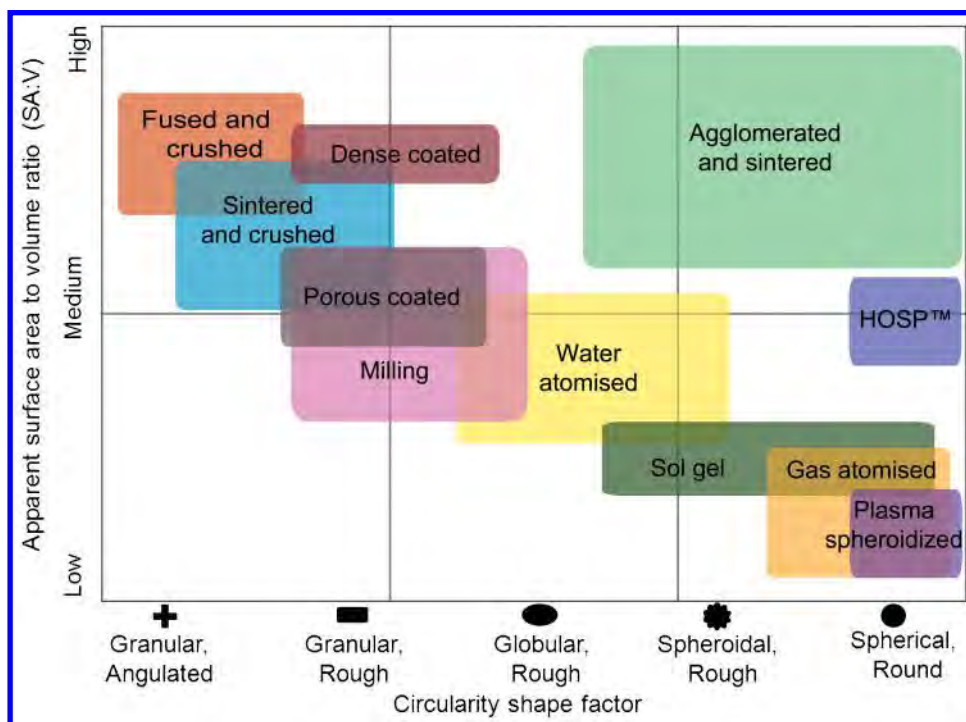 Apparent surface area to volume ratio (SA:V)
High
Medium
Low
Fused and
crushed
Dense coated
Agglomerated
and sintered
Sintered
and crushed
Porous coated
HOSP™
Milling
Water
atomised
Sol gel
Gas atomised
Plasma
spheroidized
Granular,
Angulated
Granular,
Rough
Globular,
Rough
Spheroidal,
Rough
Spherical,
Round
Circularity shape factor